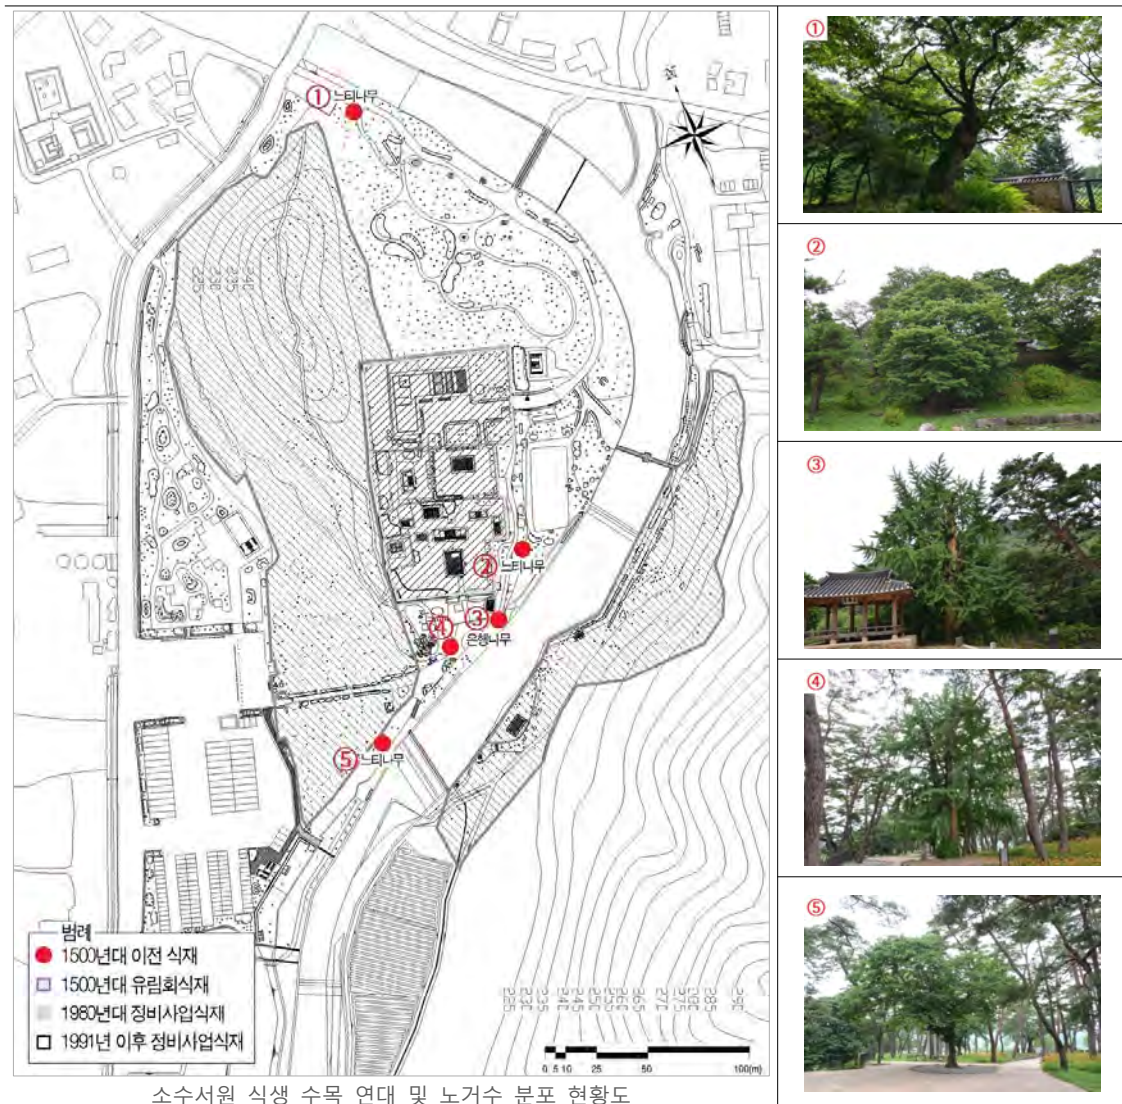 ① 느티나무
N
② 느티나무
③
④
은행나무
⑤ 느티나무
범례
1500년대 이전 식재
1500년대 유림회식재
1980년대 정비사업식재
1991년 이후 정비사업식재
0 5 10 25 50 100(m)
소수서원 식생 수목 연대 및 노거수 분포 현황도
①
②
③
④
⑤